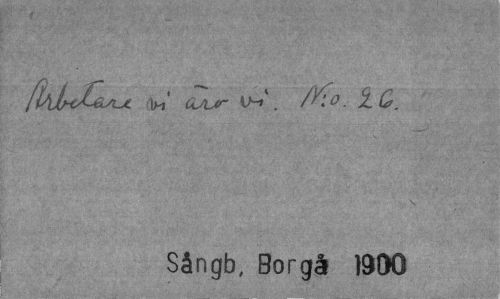 Arbetare vi äro vi. N:o. 26.
Sångb, Borgå 1900